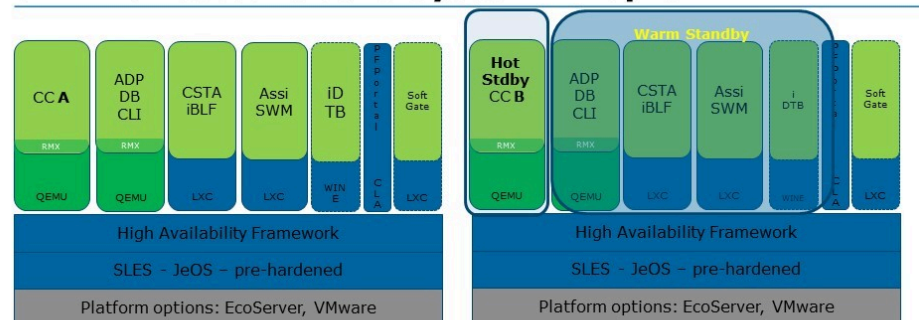 CC A
RMX
QEMU
ADP
DB
CLI
RMX
QEMU
CSTA
iBLF
LXC
Assi
SWM
LXC
iD
TB
WIN
E
P
F
P
o
r
t
a
l
C
L
A
Soft
Gate
LXC
High Availability Framework
SLES - JeOS – pre-hardened
Platform options: EcoServer, VMware
Warm Standby
Hot
Stdby
CC B
RMX
QEMU
ADP
DB
CLI
RMX
QEMU
CSTA
iBLF
LXC
Assi
SWM
LXC
i
DTB
WINE
Soft
Gate
LXC
High Availability Framework
SLES - JeOS – pre-hardened
Platform options: EcoServer, VMware